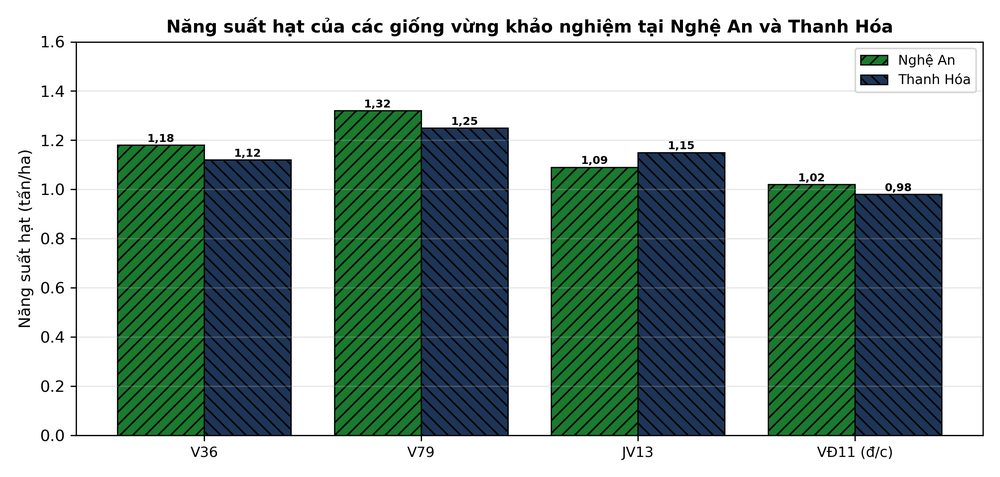 Năng suất hạt của các giống vừng khảo nghiệm tại Nghệ An và Thanh Hóa
Năng suất hạt (tấn/ha)
1.6
1.4
1.2
1.0
0.8
0.6
0.4
0.2
0.0
Nghệ An
Thanh Hóa
1,18
1,12
1,32
1,25
1,09
1,15
1,02
0,98
V36
V79
JV13
VĐ11 (đ/c)